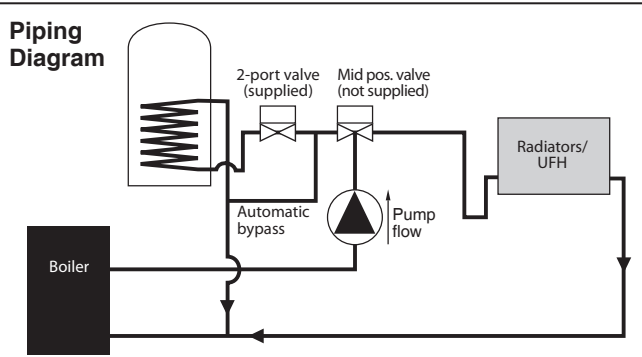 Piping
Diagram
2-port valve
(supplied)
Mid pos. valve
(not supplied)
Radiators/
UFH
Automatic
bypass
Pump
flow
Boiler